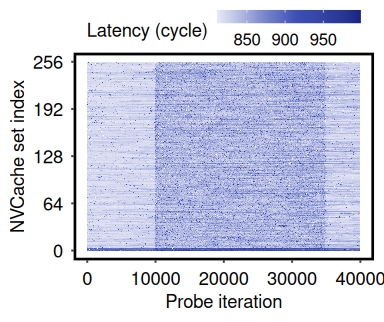 Latency (cycle)
850 900 950
NVCache set index
256
192
128
64
0
0 10000 20000 30000 40000
Probe iteration